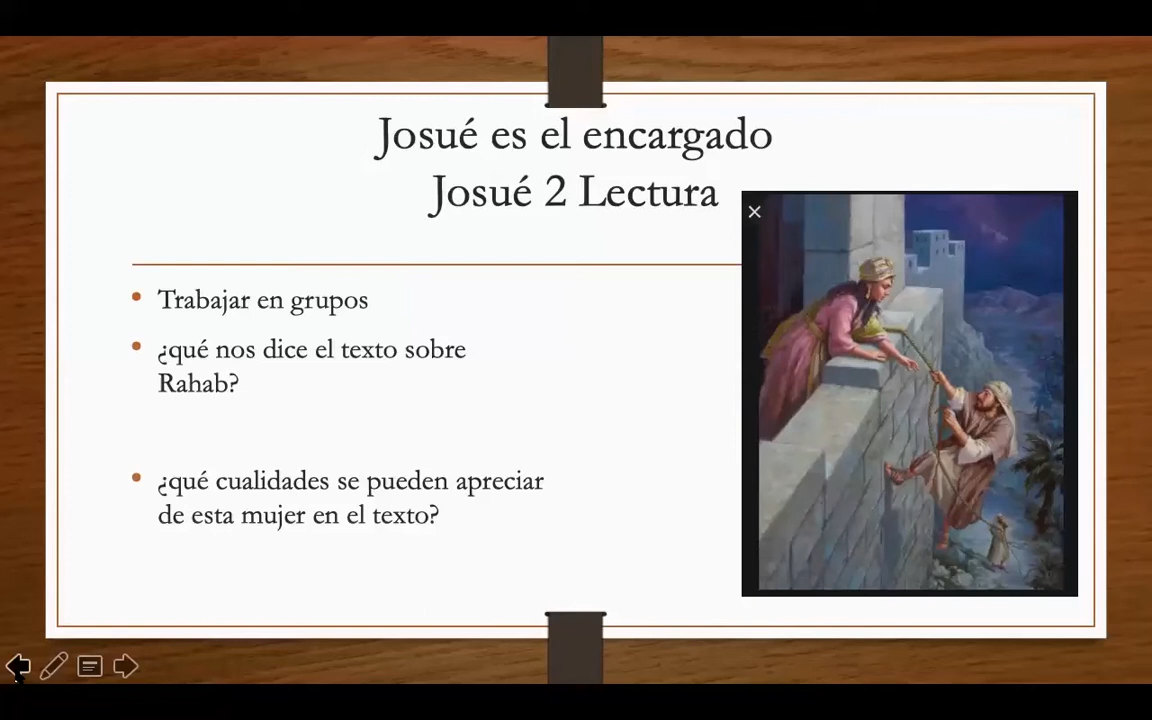 Josué es el encargado
Josué 2 Lectura
• Trabajar en grupos
• ¿qué nos dice el texto sobre
Rahab?
• ¿qué cualidades se pueden apreciar
de esta mujer en el texto?